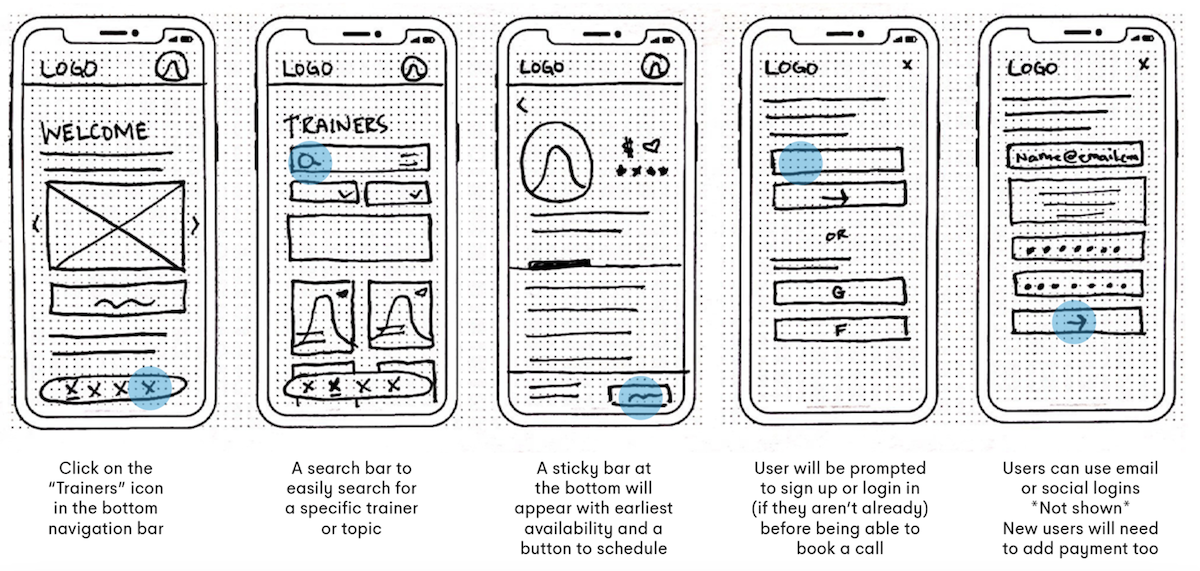 LOGO
WELCOME
LOGO
TRAINERS
LOGO
$
LOGO
X
OR
G
F
LOGO
X
Name@email.com
Click on the
“Trainers” icon
in the bottom
navigation bar
A search bar to
easily search for
a specific trainer
or topic
A sticky bar at
the bottom will
appear with earliest
availability and a
button to schedule
User will be prompted
to sign up or login in
(if they aren’t already)
before being able to
book a call
Users can use email
or social logins
*Not shown*
New users will need
to add payment too